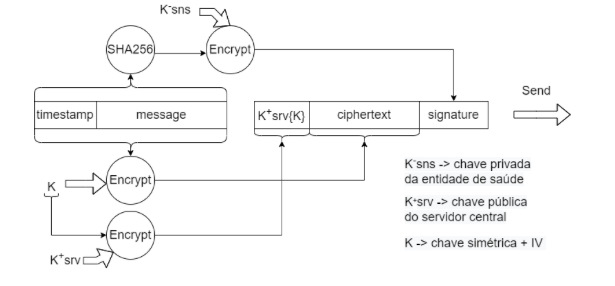 K⁻sns
SHA256
Encrypt
timestamp
message
K⁺srv{K}
ciphertext
signature
Send
K
Encrypt
Encrypt
K⁺srv
K⁻sns -> chave privada
da entidade de saúde
K⁺srv -> chave pública
do servidor central
K -> chave simétrica + IV